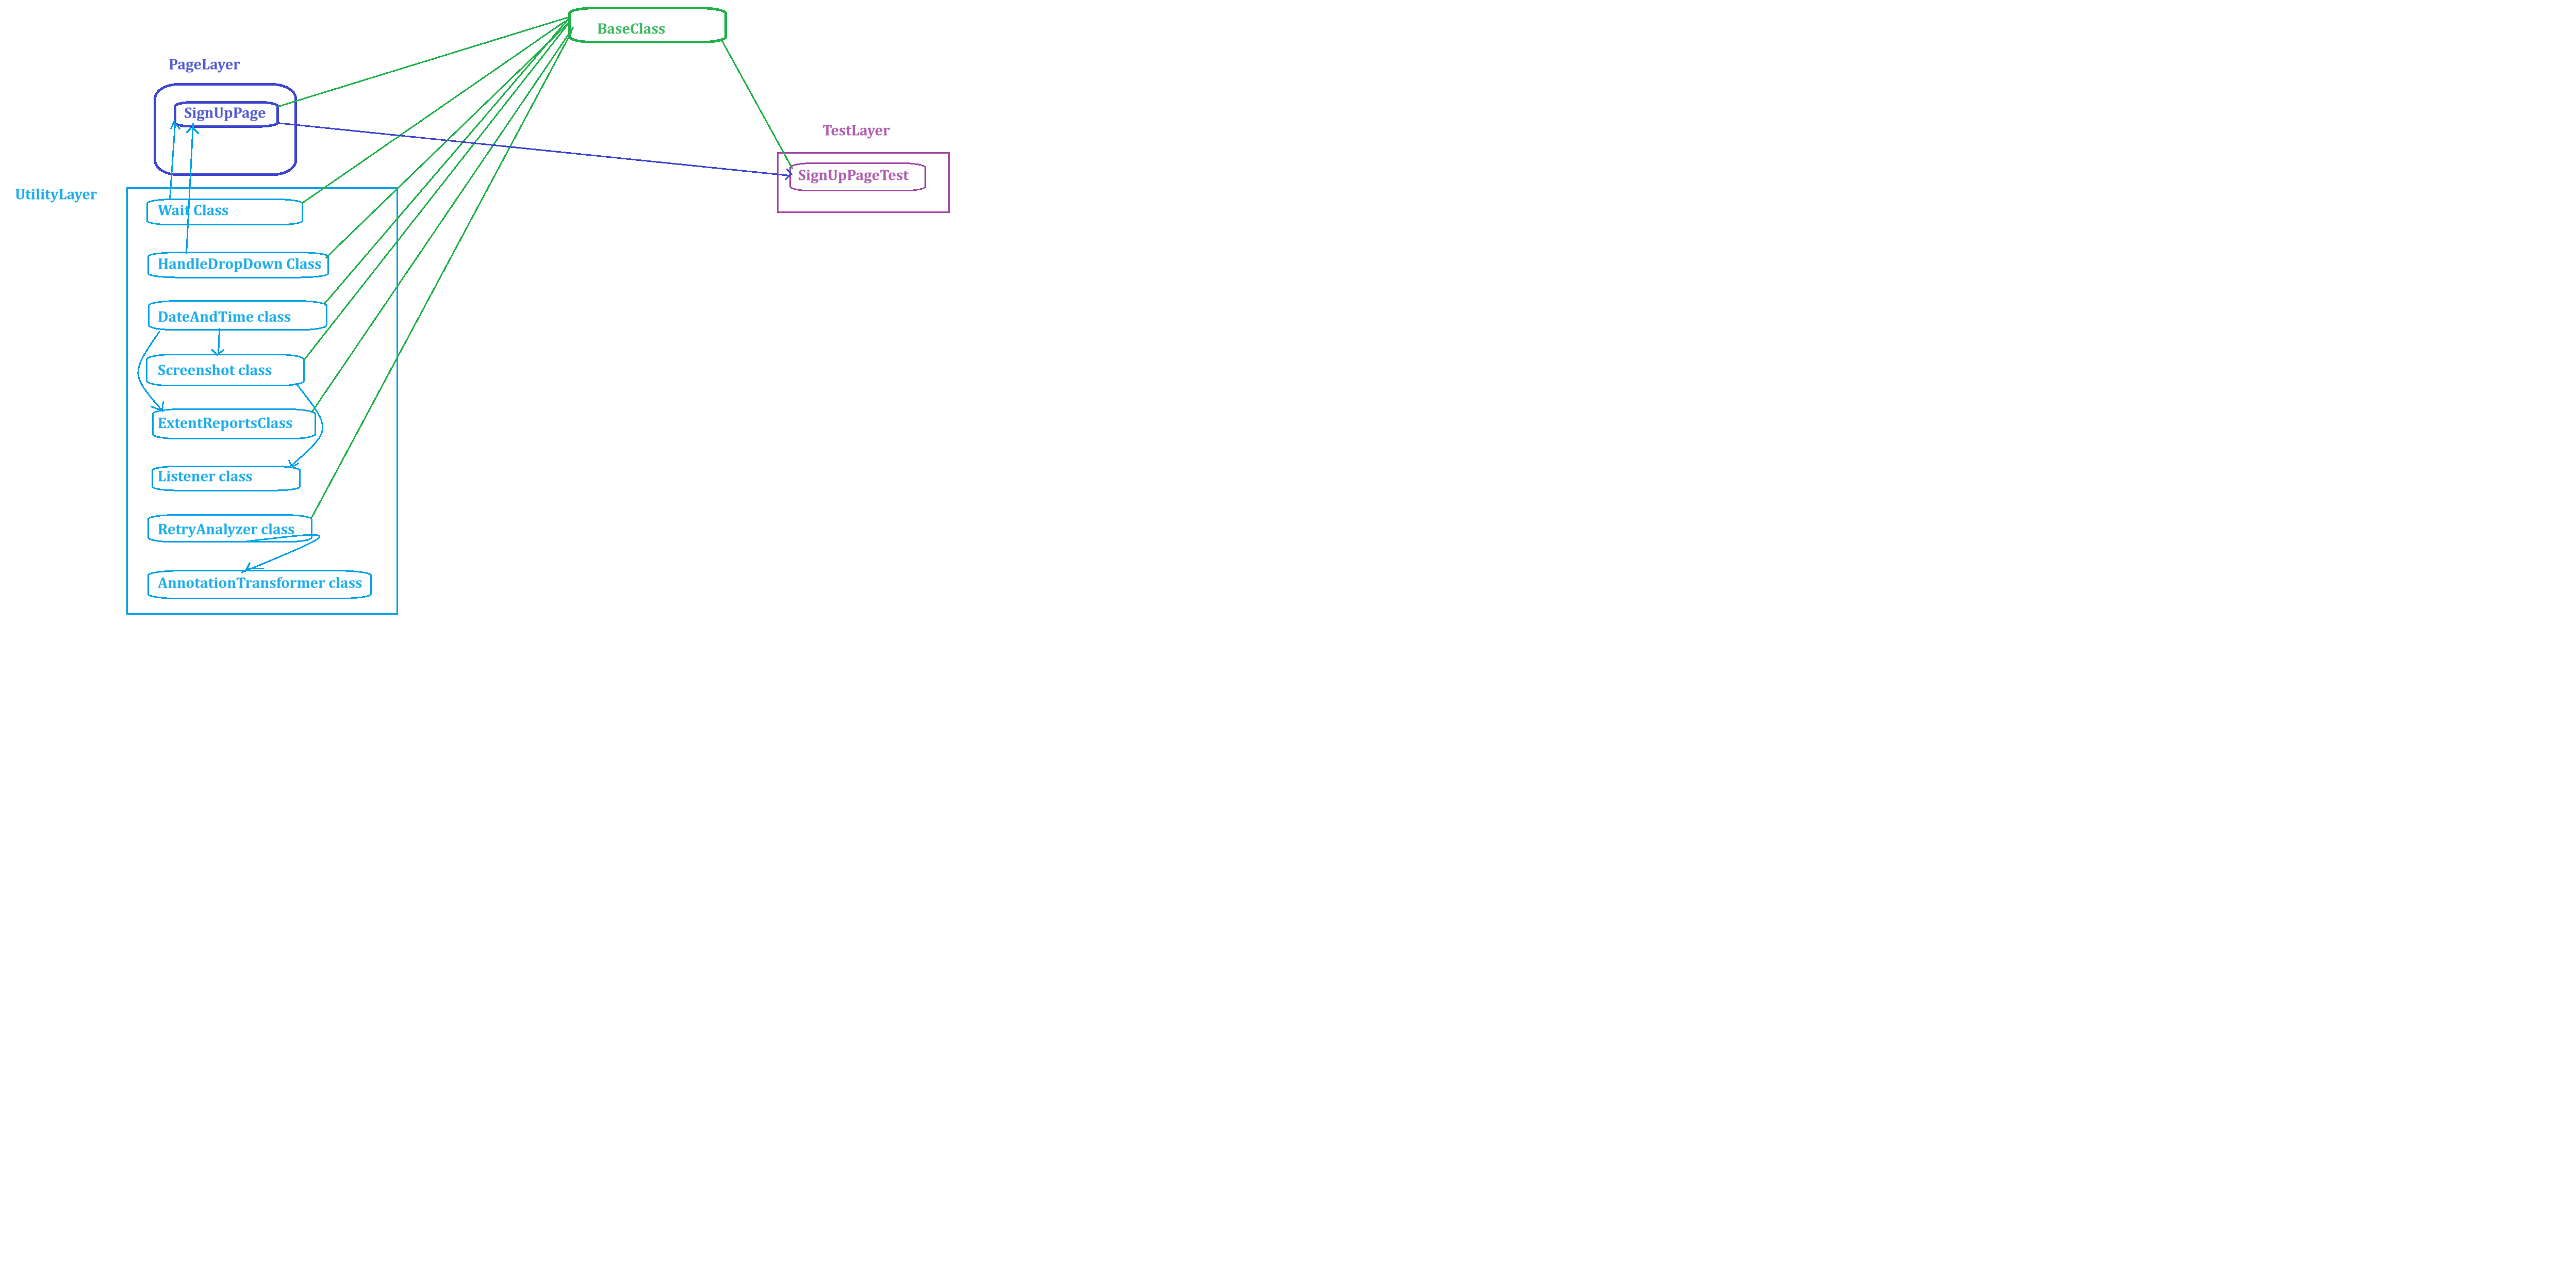 BaseClass
PageLayer
SignUpPage
TestLayer
SignUpPageTest
UtilityLayer
Wait Class
HandleDropDown Class
DateAndTime class
Screenshot class
ExtentReportsClass
Listener class
RetryAnalyzer class
AnnotationTransformer class